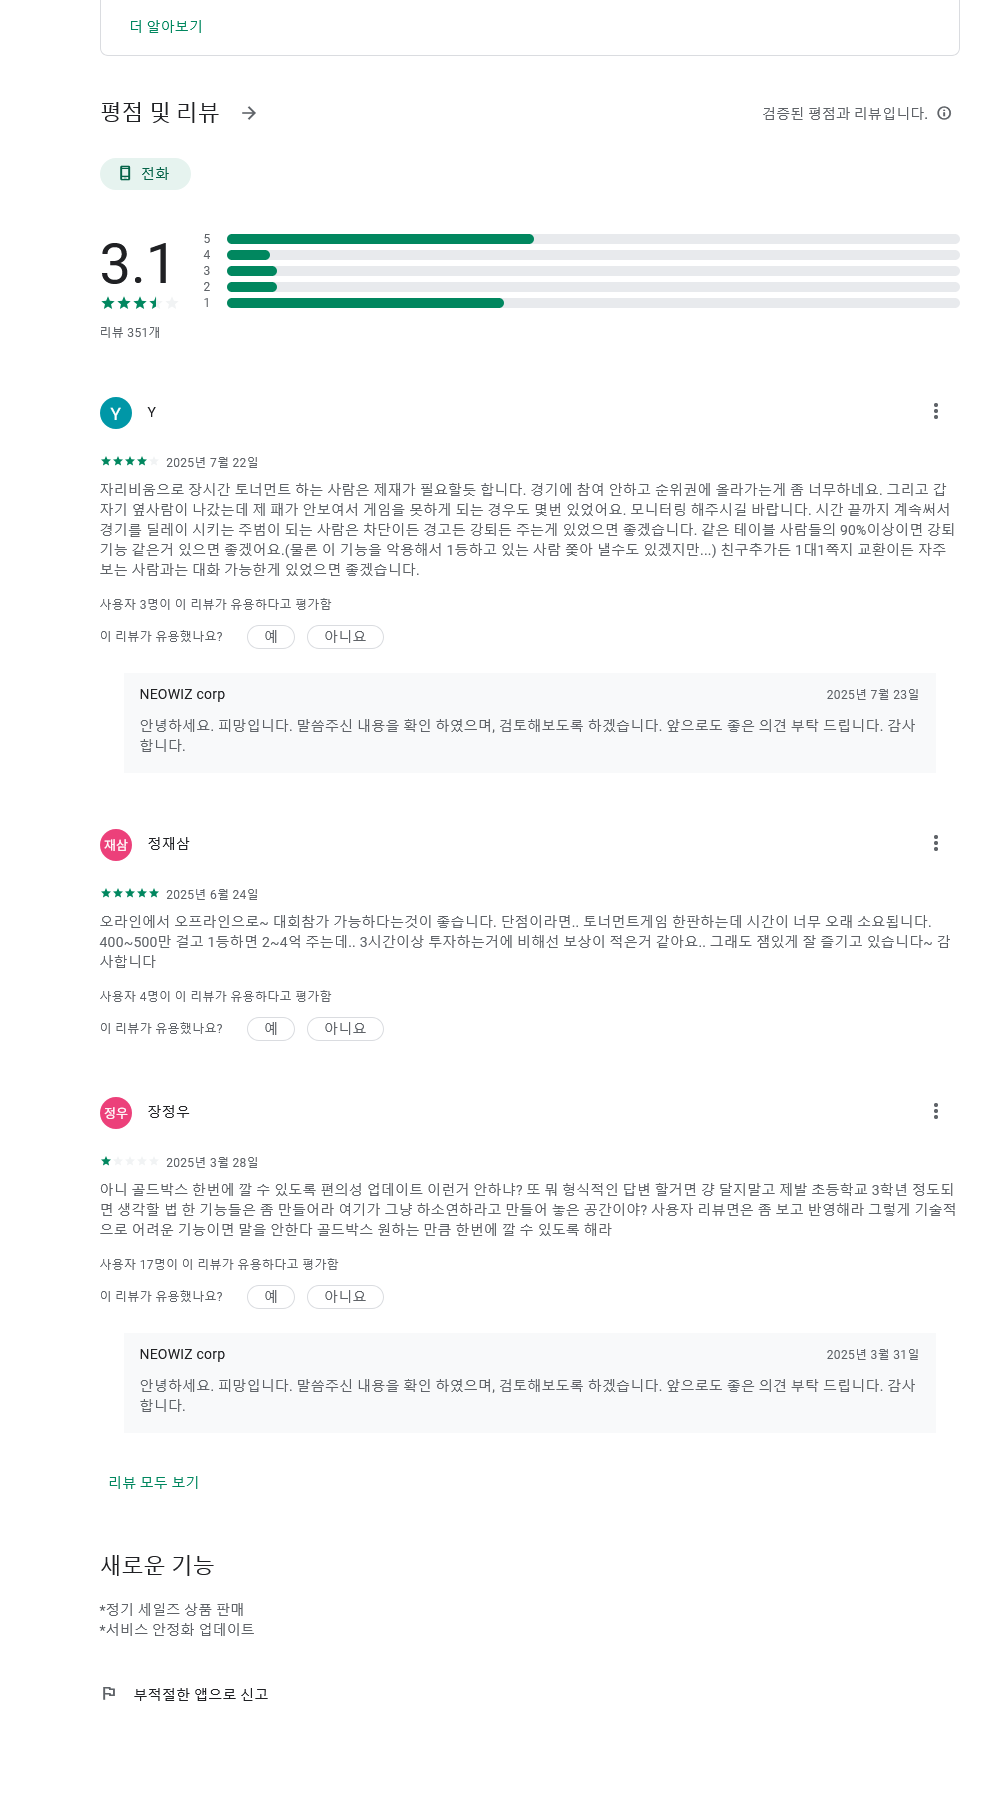 더 알아보기
평점 및 리뷰
검증된 평점과 리뷰입니다.
전화
3.1
5
4
3
2
1
리뷰 351개
Y Y
2025년 7월 22일
자리비움으로 장시간 토너먼트 하는 사람은 제재가 필요할듯 합니다. 경기에 참여 안하고 순위권에 올라가는게 좀 너무하네요. 그리고 갑
자기 옆사람이 나갔는데 제 패가 안보여서 게임을 못하게 되는 경우도 몇번 있었어요. 모니터링 해주시길 바랍니다. 시간 끝까지 계속써서
경기를 딜레이 시키는 주범이 되는 사람은 차단이든 경고든 강퇴든 주는게 있었으면 좋겠습니다. 같은 테이블 사람들의 90%이상이면 강퇴
기능 같은거 있으면 좋겠어요.(물론 이 기능을 악용해서 1등하고 있는 사람 쫓아 낼수도 있겠지만...) 친구추가든 1대1쪽지 교환이든 자주
보는 사람과는 대화 가능한게 있었으면 좋겠습니다.
사용자 3명이 이 리뷰가 유용하다고 평가함
이 리뷰가 유용했나요? 예 아니요
NEOWIZ corp 2025년 7월 23일
안녕하세요. 피망입니다. 말씀주신 내용을 확인 하였으며, 검토해보도록 하겠습니다. 앞으로도 좋은 의견 부탁 드립니다. 감사
합니다.
재삼 정재삼
2025년 6월 24일
오라인에서 오프라인으로~ 대회참가 가능하다는것이 좋습니다. 단점이라면.. 토너먼트게임 한판하는데 시간이 너무 오래 소요됩니다.
400~500만 걸고 1등하면 2~4억 주는데.. 3시간이상 투자하는거에 비해선 보상이 적은거 같아요.. 그래도 잼있게 잘 즐기고 있습니다~ 감
사합니다
사용자 4명이 이 리뷰가 유용하다고 평가함
이 리뷰가 유용했나요? 예 아니요
정우 장정우
2025년 3월 28일
아니 골드박스 한번에 깔 수 있도록 편의성 업데이트 이런거 안하냐? 또 뭐 형식적인 답변 할거면 걍 달지말고 제발 초등학교 3학년 정도되
면 생각할 법 한 기능들은 좀 만들어라 여기가 그냥 하소연하라고 만들어 놓은 공간이야? 사용자 리뷰면은 좀 보고 반영해라 그렇게 기술적
으로 어려운 기능이면 말을 안한다 골드박스 원하는 만큼 한번에 깔 수 있도록 해라
사용자 17명이 이 리뷰가 유용하다고 평가함
이 리뷰가 유용했나요? 예 아니요
NEOWIZ corp 2025년 3월 31일
안녕하세요. 피망입니다. 말씀주신 내용을 확인 하였으며, 검토해보도록 하겠습니다. 앞으로도 좋은 의견 부탁 드립니다. 감사
합니다.
리뷰 모두 보기
새로운 기능
*정기 세일즈 상품 판매
*서비스 안정화 업데이트
부적절한 앱으로 신고